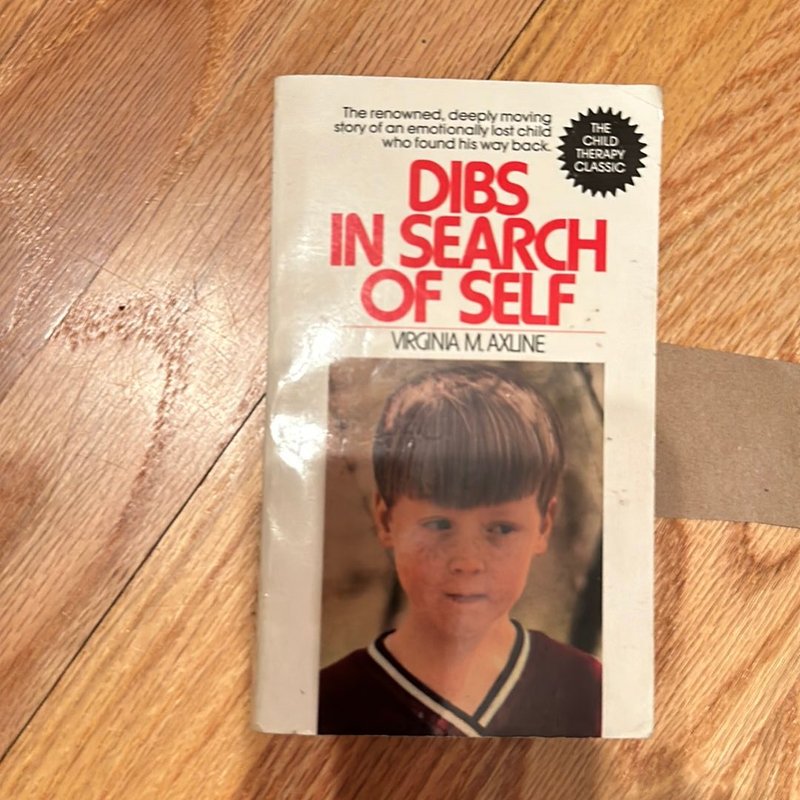 The renowned, deeply moving
story of an emotionally lost child
who found his way back.
THE
CHILD
THERAPY
CLASSIC
DIBS
IN SEARCH
OF SELF
VIRGINIA M. AXLINE